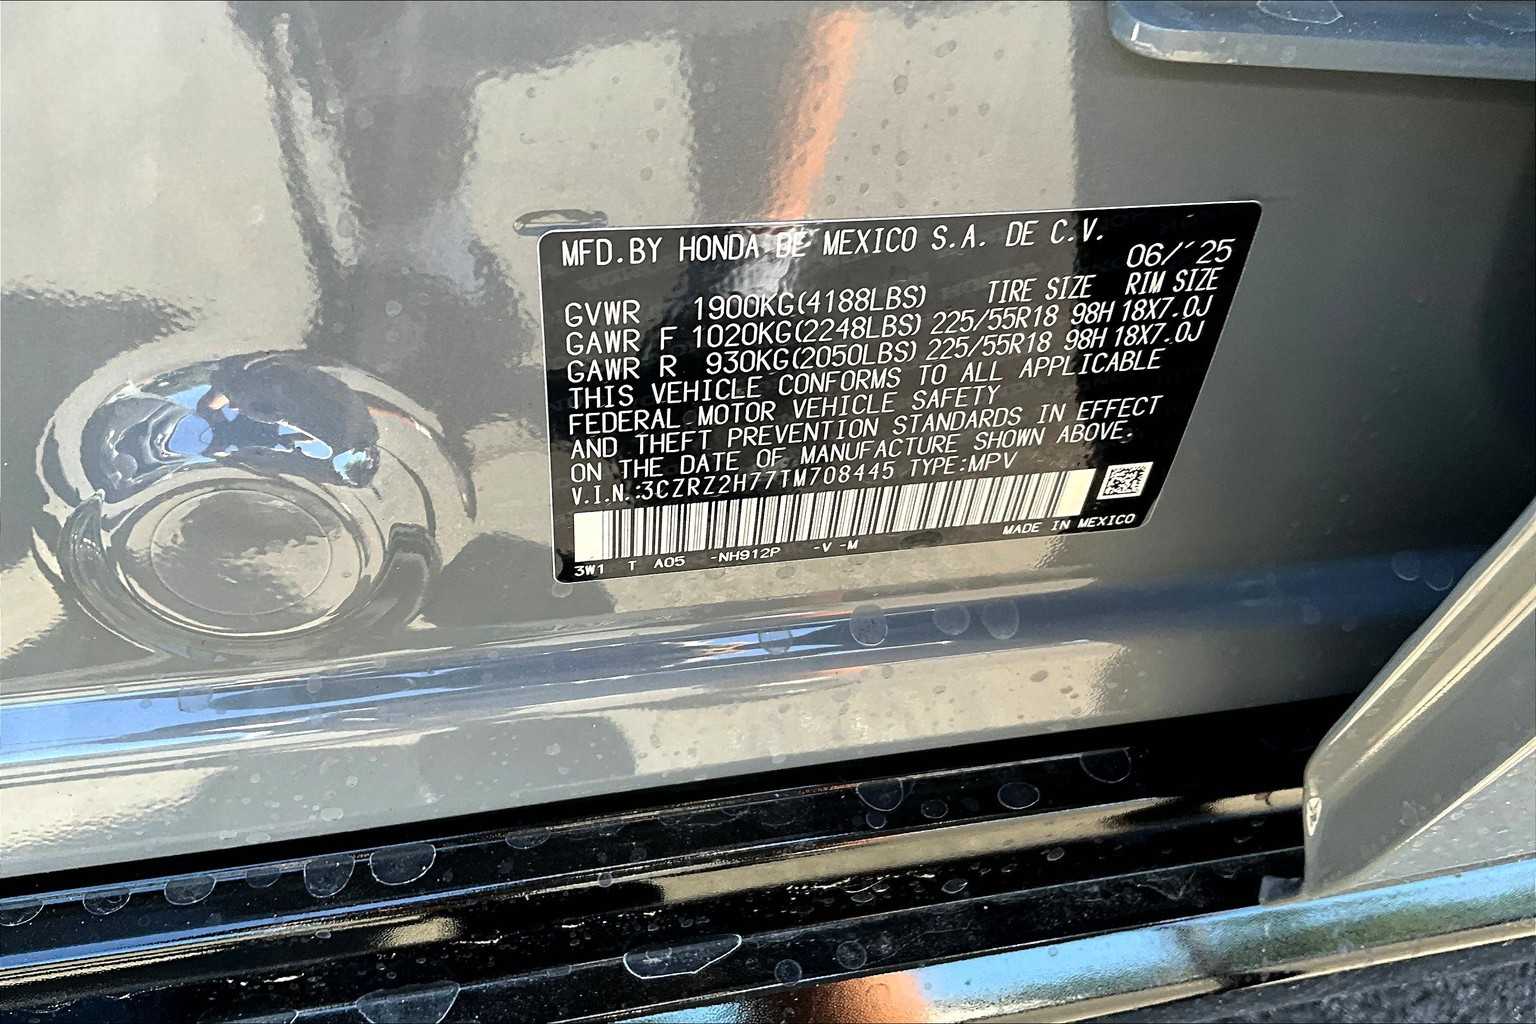 MFD.BY HONDA DE MEXICO S.A. DE C.V.
06/'25
TIRE SIZE RIM SIZE
GVWR 1900KG(4188LBS)
GAWR F 1020KG(2248LBS) 225/55R18 98H 18X7.0J
GAWR R 930KG(2050LBS) 225/55R18 98H 18X7.0J
THIS VEHICLE CONFORMS TO ALL APPLICABLE
FEDERAL MOTOR VEHICLE SAFETY
AND THEFT PREVENTION STANDARDS IN EFFECT
ON THE DATE OF MANUFACTURE SHOWN ABOVE.
V.I.N.:3CZRZ2H77TM708445 TYPE:MPV
MADE IN MEXICO
3W1 T A05 -NH912P -V -M